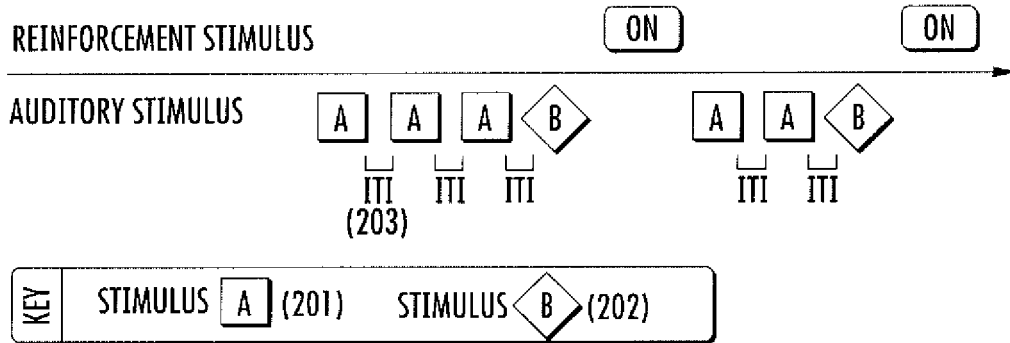 REINFORCEMENT STIMULUS ON ON
AUDITORY STIMULUS A A A B A A B
ITI ITI ITI ITI ITI
(203)
KEY STIMULUS A (201) STIMULUS B (202)